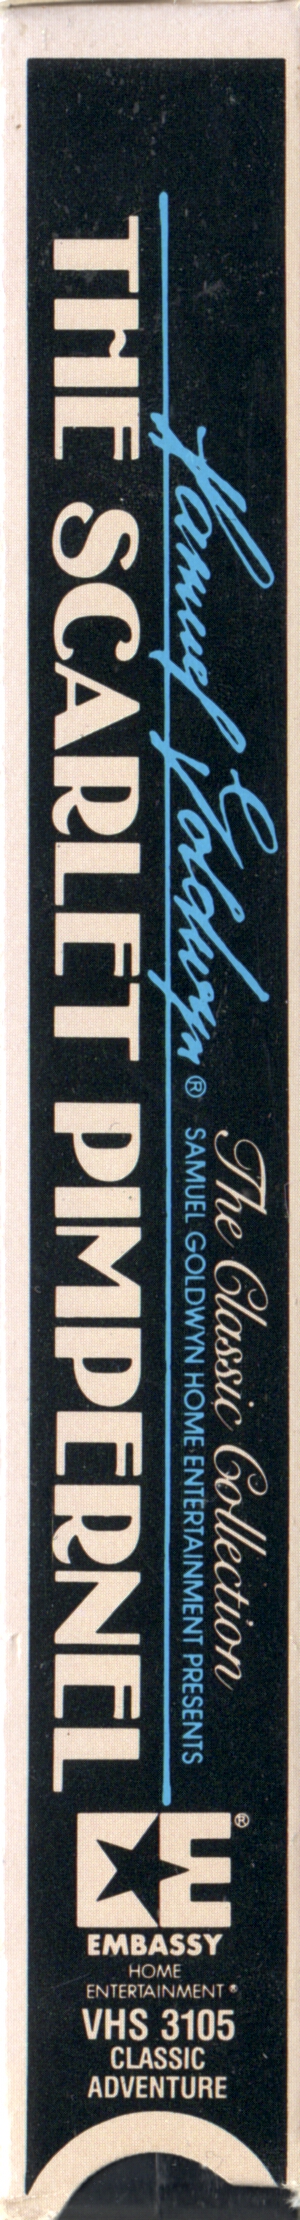 The Classic Collection
Samuel Goldwyn®
SAMUEL GOLDWYN HOME ENTERTAINMENT PRESENTS
THE SCARLET PIMPERNEL
E®
EMBASSY
HOME
ENTERTAINMENT®
VHS 3105
CLASSIC
ADVENTURE